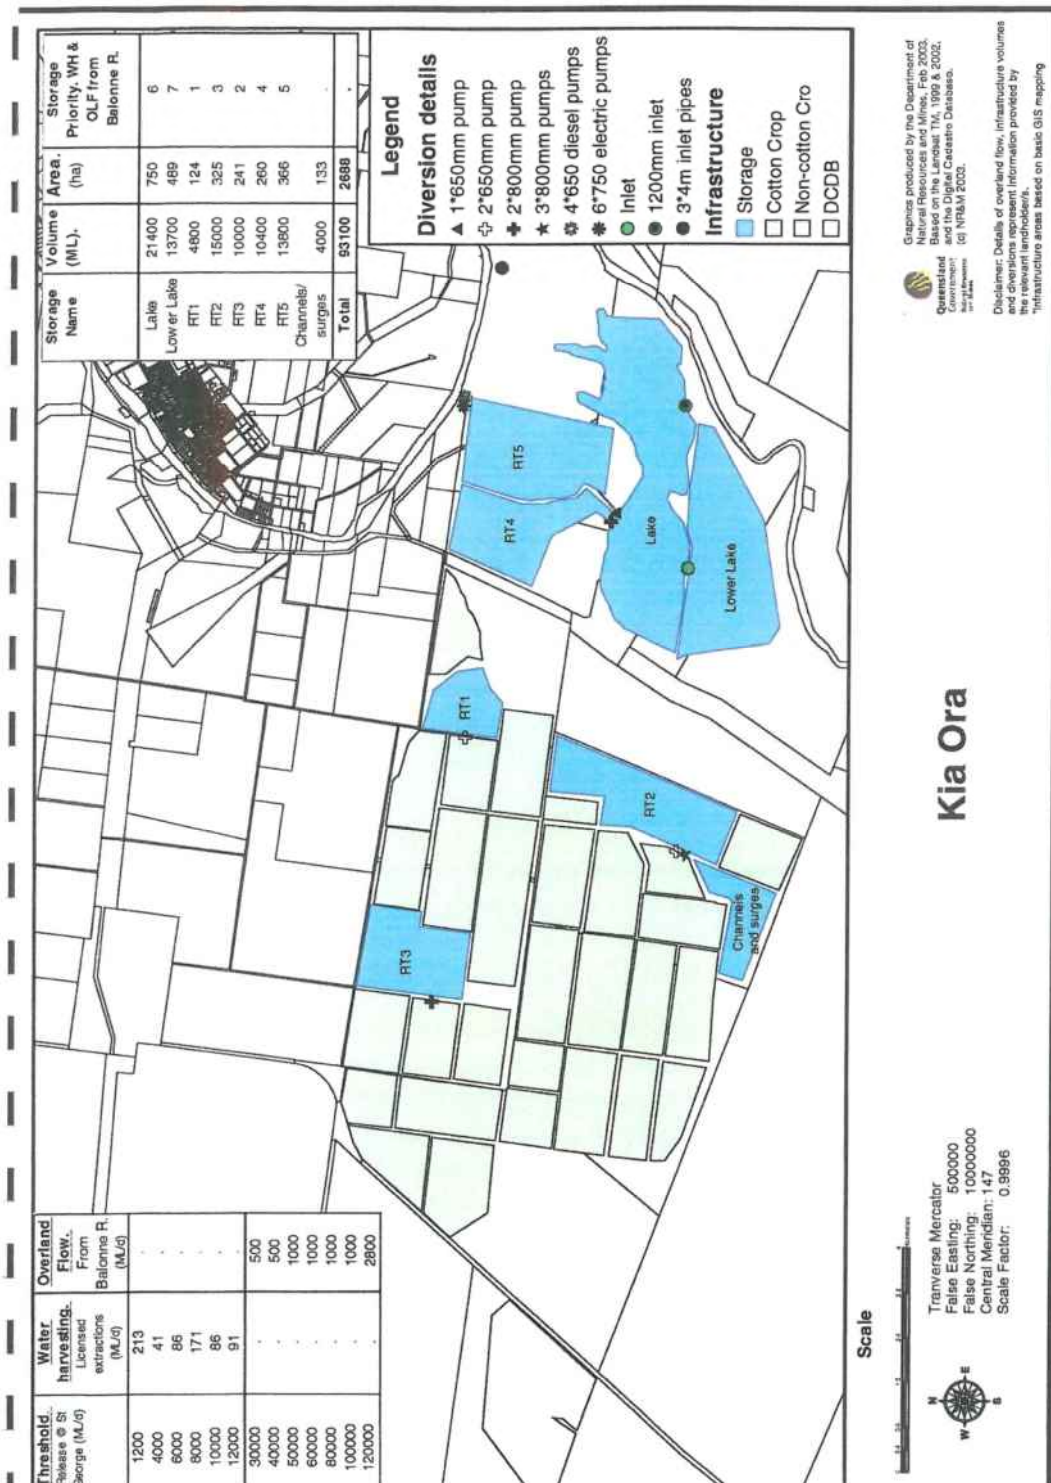 Threshold.
Release @ St
George (ML/d)
Water
harvesting.
Licensed
extractions
(ML/d)
Overland
Flow.
From
Balonne R.
(ML/d)
1200 213 -
4000 41 -
6000 86 -
8000 171 -
10000 86 -
12000 91 -
30000 - 500
40000 - 500
50000 - 1000
60000 - 1000
80000 - 1000
100000 - 1000
120000 - 2800
Storage
Name
Volume
(ML).
Area.
(ha)
Storage
Priority. WH &
OLF from
Balonne R.
Lake 21400 750 6
Lower Lake 13700 489 7
RT1 4800 124 1
RT2 15000 325 3
RT3 10000 241 2
RT4 10400 260 4
RT5 13800 366 5
Channels/
surges 4000 133 -
Total 93100 2688 -
RT3
RT1
RT4
RT5
RT2
Lake
Lower Lake
Channels
and surges
Legend
Diversion details
1*650mm pump
2*650mm pump
2*800mm pump
3*800mm pumps
4*650 diesel pumps
6*750 electric pumps
Inlet
1200mm inlet
3*4m inlet pipes
Infrastructure
Storage
Cotton Crop
Non-cotton Cro
DCDB
Scale
N
W E
S
Tranverse Mercator
False Easting: 500000
False Northing: 10000000
Central Meridian: 147
Scale Factor: 0.9996
Kia Ora
Queensland
Government
Graphics produced by the Department of
Natural Resources and Mines, Feb 2003.
Based on the Landsat TM, 1999 & 2002,
and the Digital Cadastre Database.
(c) NR&M 2003.
Disclaimer: Details of overland flow, infrastructure volumes
and diversions represent information provided by
the relevant landholder/s.
*Infrastructure areas based on basic GIS mapping